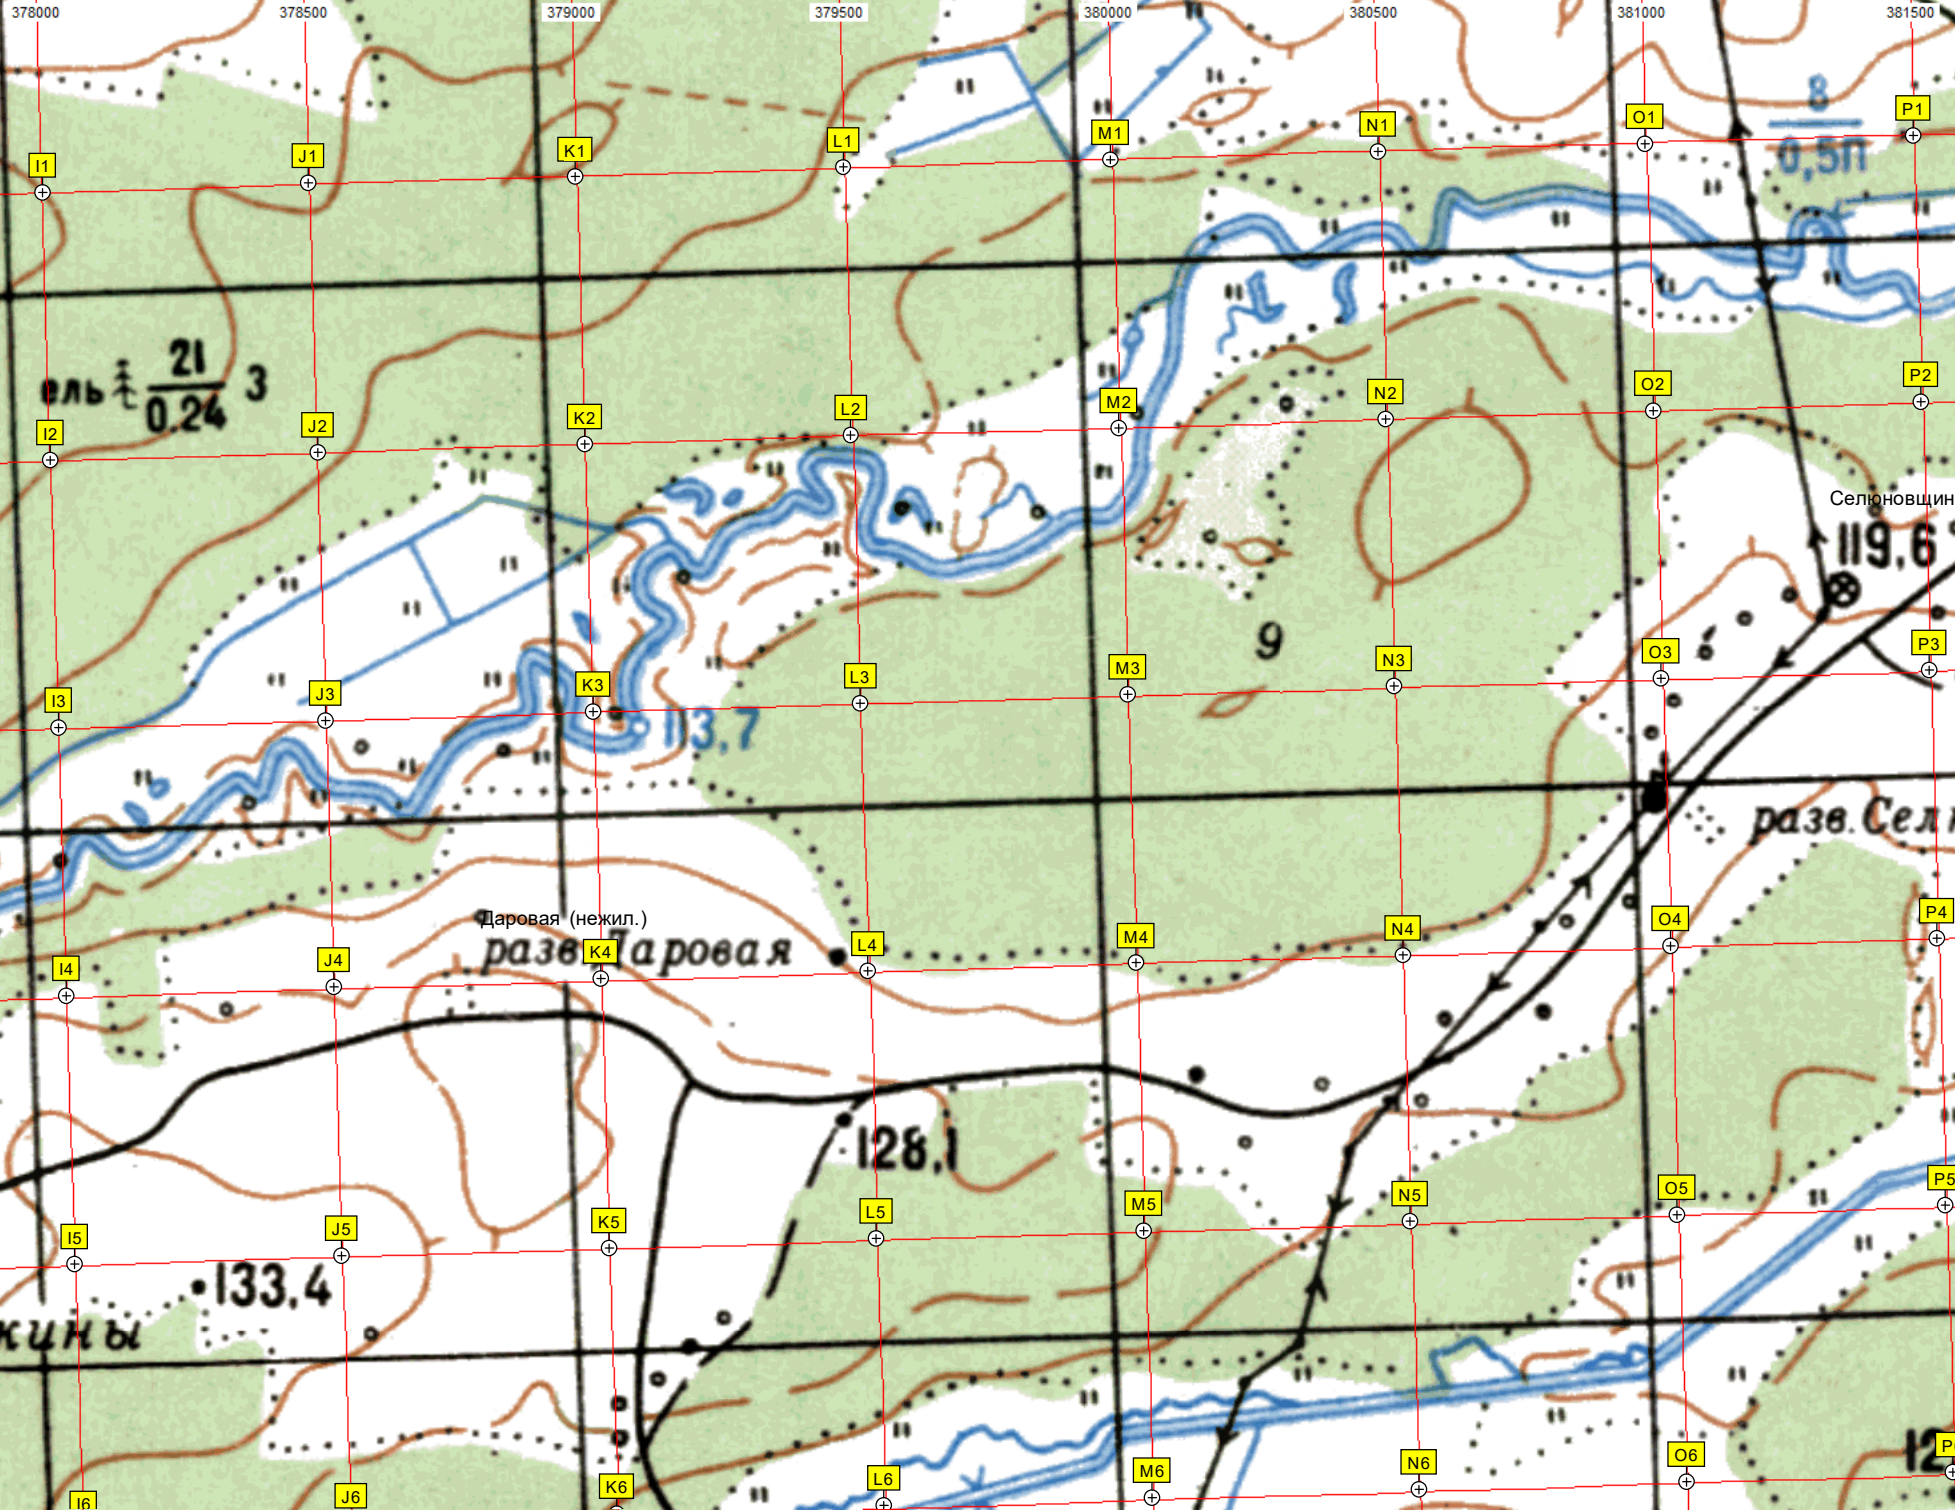 378000 378500 379000 379500 380000 380500 381000 381500
8
0,5П
I1 J1 K1 L1 M1 N1 O1 P1
ель 21 3
0.24
I2 J2 K2 L2 M2 N2 O2 P2
Селюновщин
119,6
9
I3 J3 K3 L3 M3 N3 O3 P3
113,7
разв. Сел
Даровая (нежил.)
разв. Даровая
I4 J4 K4 L4 M4 N4 O4 P4
128,1
I5 J5 K5 L5 M5 N5 O5 P5
133,4
кины
12
I6 J6 K6 L6 M6 N6 O6 P